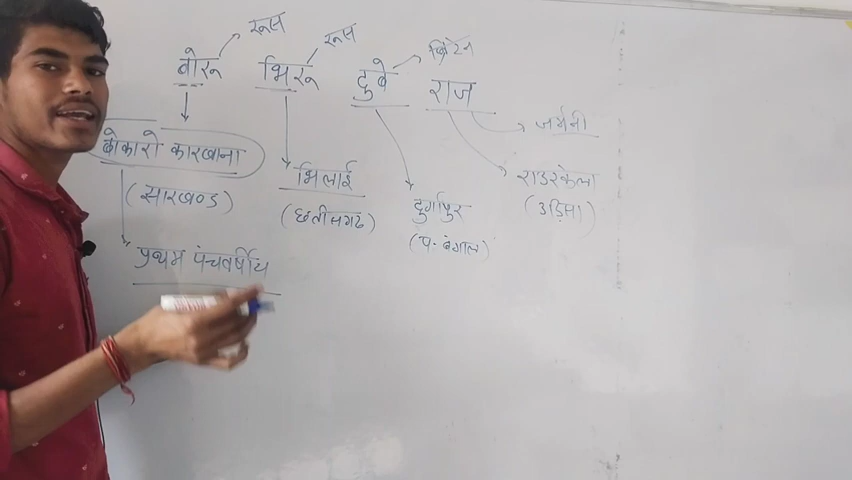 रूस
रूस
ब्रिटेन
बोरू भिरू दुबे राज
जर्मनी
बोकारो कारखाना
(झारखण्ड)
भिलाई
(छत्तीसगढ)
दुर्गापुर
(प. बंगाल)
राउरकेला
(उड़िसा)
प्रथम पंचवर्षीय